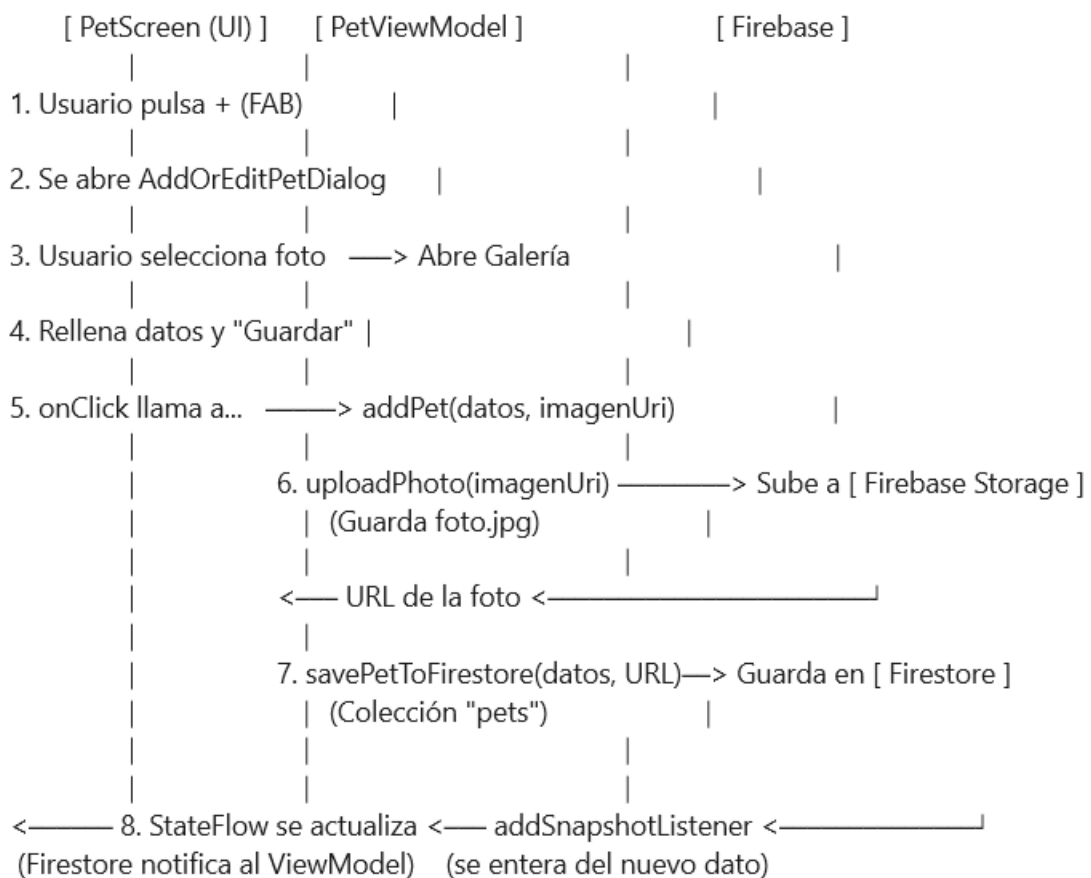 [ PetScreen (UI) ] [ PetViewModel ] [ Firebase ]
1. Usuario pulsa + (FAB)
2. Se abre AddOrEditPetDialog
3. Usuario selecciona foto ——> Abre Galería
4. Rellena datos y "Guardar"
5. onClick llama a... ———> addPet(datos, imagenUri)
6. uploadPhoto(imagenUri) ————> Sube a [ Firebase Storage ]
(Guarda foto.jpg)
<—— URL de la foto <————————————┘
7. savePetToFirestore(datos, URL)—> Guarda en [ Firestore ]
(Colección "pets")
<——— 8. StateFlow se actualiza <—— addSnapshotListener <————————┘
(Firestore notifica al ViewModel) (se entera del nuevo dato)